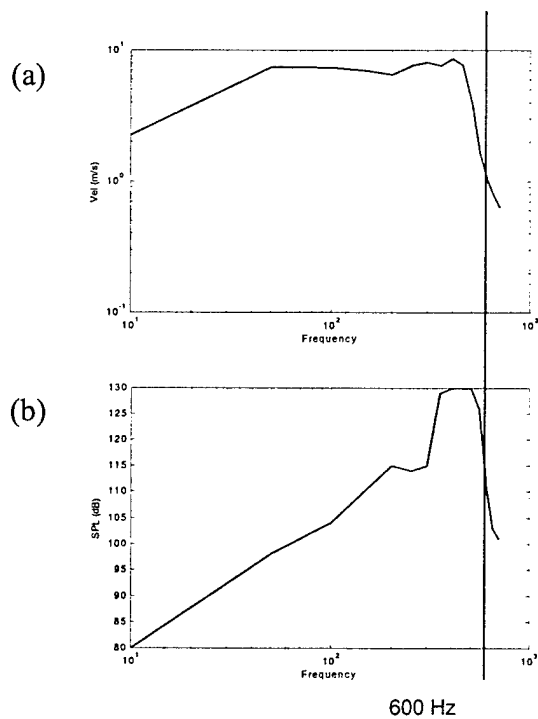 (a)
10¹
10⁰
10⁻¹
Vel (m/s)
10¹
10²
10³
Frequency
(b)
130
125
120
115
110
105
100
95
90
85
80
SPL (dB)
10¹
10²
10³
Frequency
600 Hz